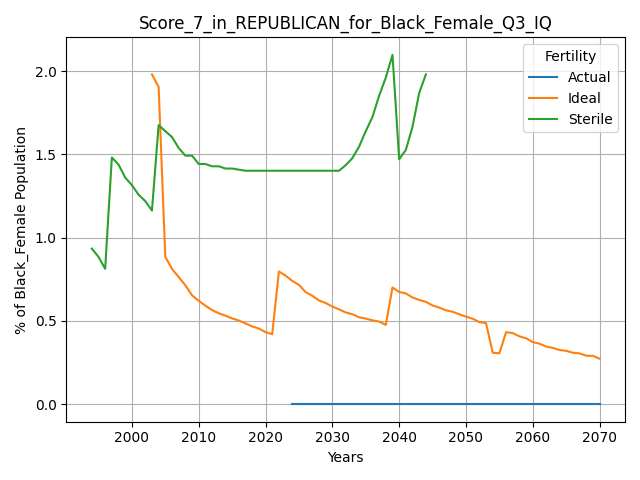 Score_7_in_REPUBLICAN_for_Black_Female_Q3_IQ
Fertility
Actual
Ideal
Sterile
% of Black_Female Population
2.0
1.5
1.0
0.5
0.0
2000 2010 2020 2030 2040 2050 2060 2070
Years